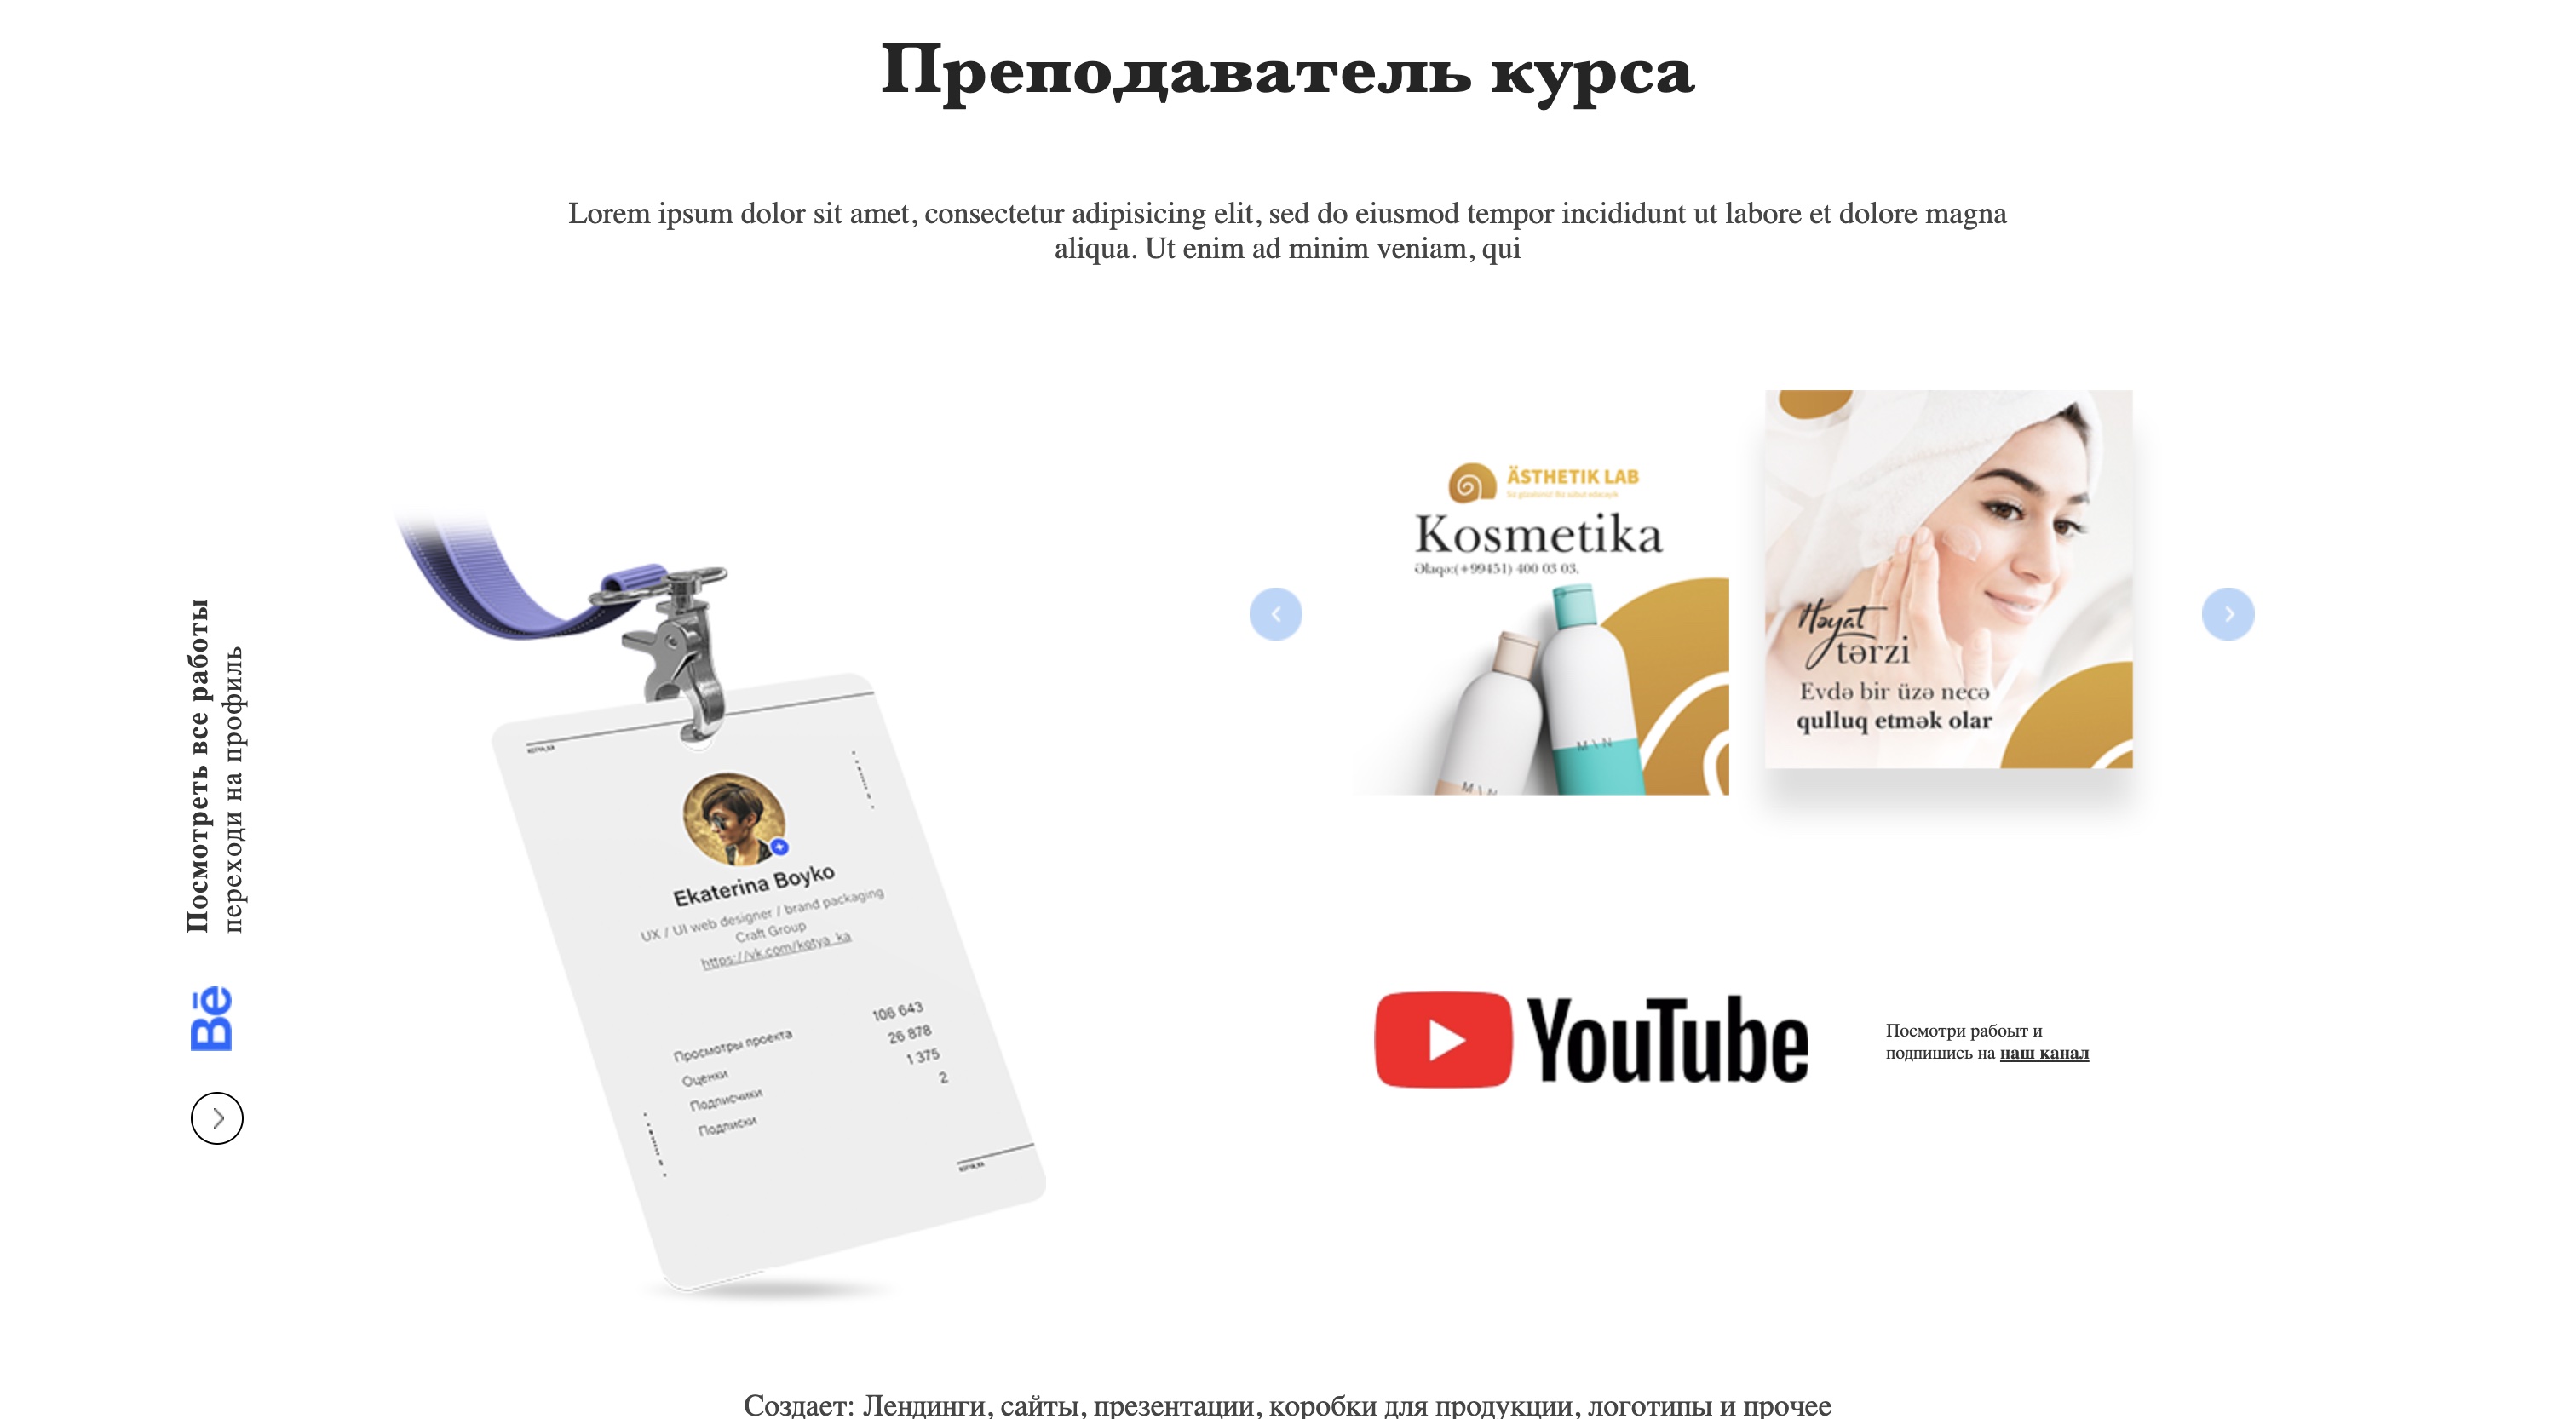 Преподаватель курса
Lorem ipsum dolor sit amet, consectetur adipisicing elit, sed do eiusmod tempor incididunt ut labore et dolore magna
aliqua. Ut enim ad minim veniam, qui
Посмотреть все работы
переходи на профиль
Bē
KOTYA_KA
Ekaterina Boyko
UX / UI web designer / brand packaging
Craft Group
https://vk.com/kotya_ka
Просмотры проекта 106 643
Оценки 26 878
Подписчики 1 375
Подписки 2
KOTYA_KA
ÄSTHETIK LAB
Kosmetika
Əlaqə:(+99451) 400 03 03.
M \ N
M \ N
Həyat
tərzi
Evdə bir üzə necə
qulluq etmək olar
YouTube
Посмотри рабоыт и
подпишись на наш канал
Создает: Лендинги, сайты, презентации, коробки для продукции, логотипы и прочее